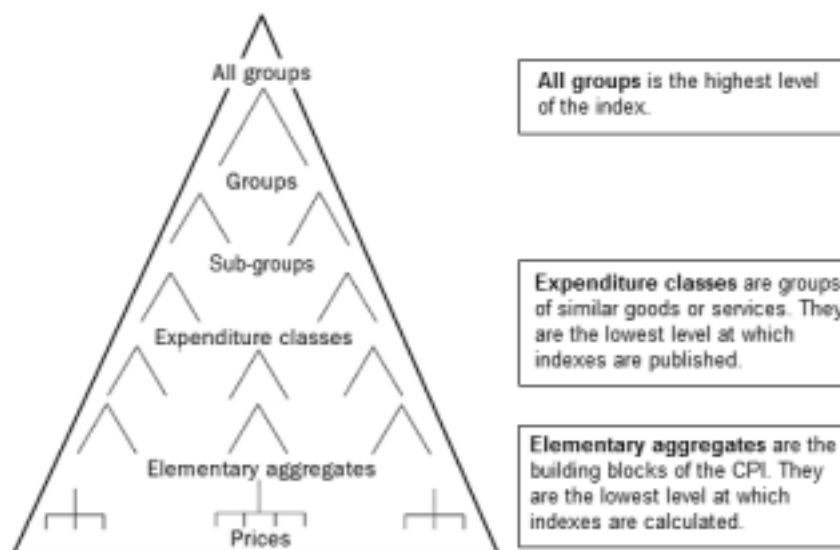 All groups
All groups is the highest level
of the index.
Groups
Sub-groups
Expenditure classes are groups
of similar goods or services. They
are the lowest level at which
indexes are published.
Expenditure classes
Elementary aggregates are the
building blocks of the CPI. They
are the lowest level at which
indexes are calculated.
Elementary aggregates
Prices